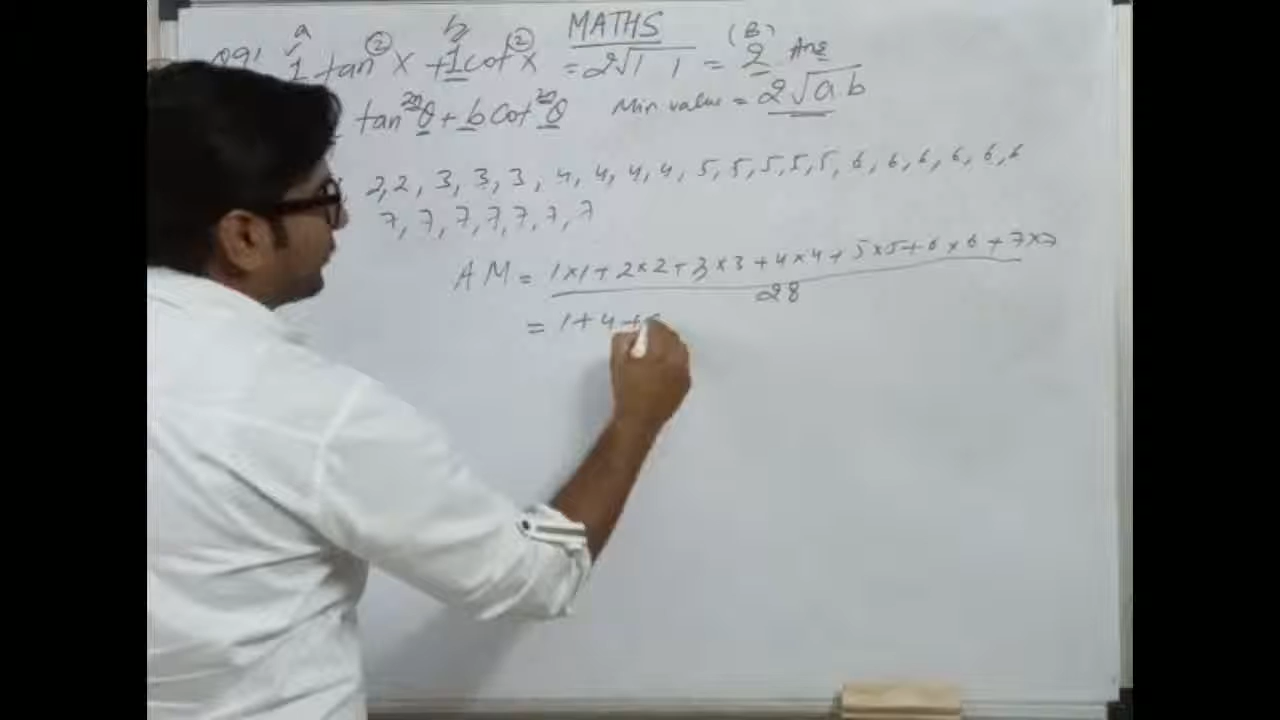 MATHS
a b
Q91 1 tan² x + 1 cot² x = 2√1 1 = 2 Ans (B)
tan²ⁿθ + b Cot²ⁿθ Min value = 2√ab
2,2, 3, 3, 3, 4, 4, 4, 4, 5, 5, 5, 5, 5, 6, 6, 6, 6, 6, 6
7, 7, 7, 7, 7, 7, 7
AM = 1×1 + 2×2 + 3×3 + 4×4 + 5×5 + 6×6 + 7×7
28
= 1 + 4 +